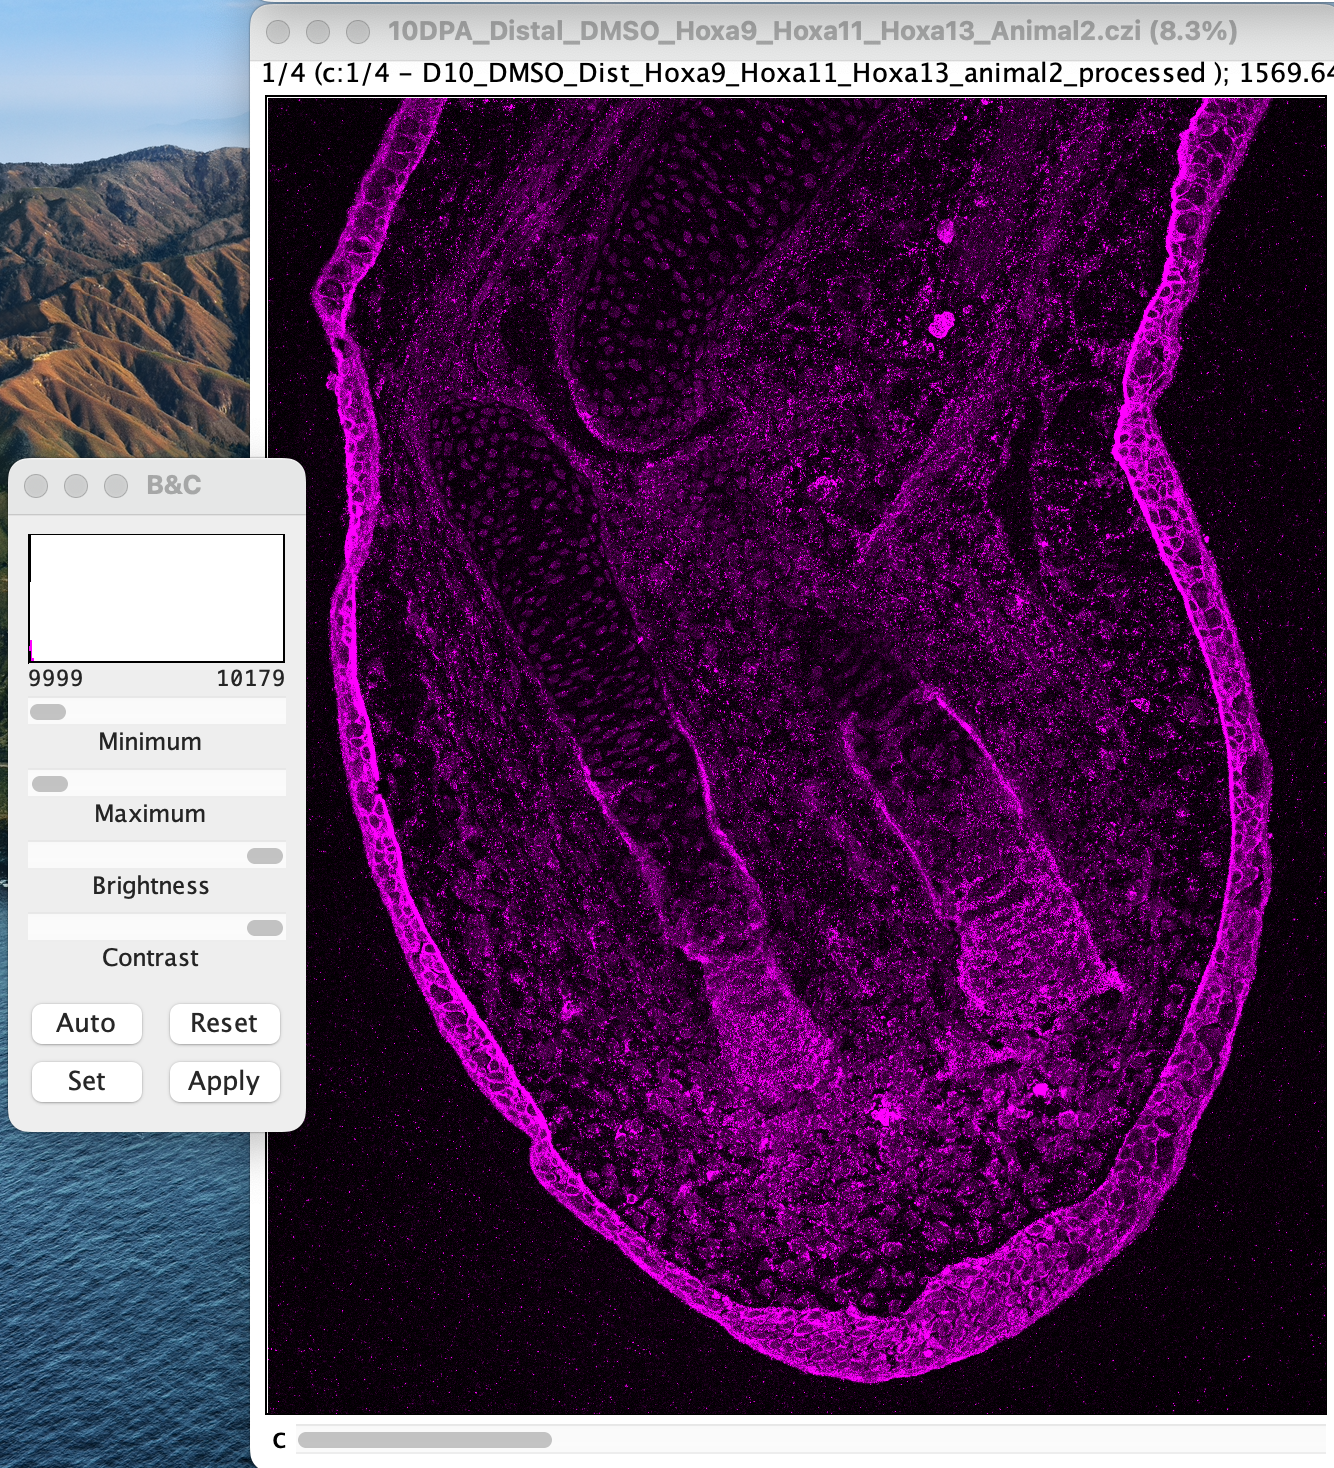 10DPA_Distal_DMSO_Hoxa9_Hoxa11_Hoxa13_Animal2.czi (8.3%)
1/4 (c:1/4 - D10_DMSO_Dist_Hoxa9_Hoxa11_Hoxa13_animal2_processed ); 1569.64
B&C
9999 10179
Minimum
Maximum
Brightness
Contrast
Auto Reset
Set Apply
C